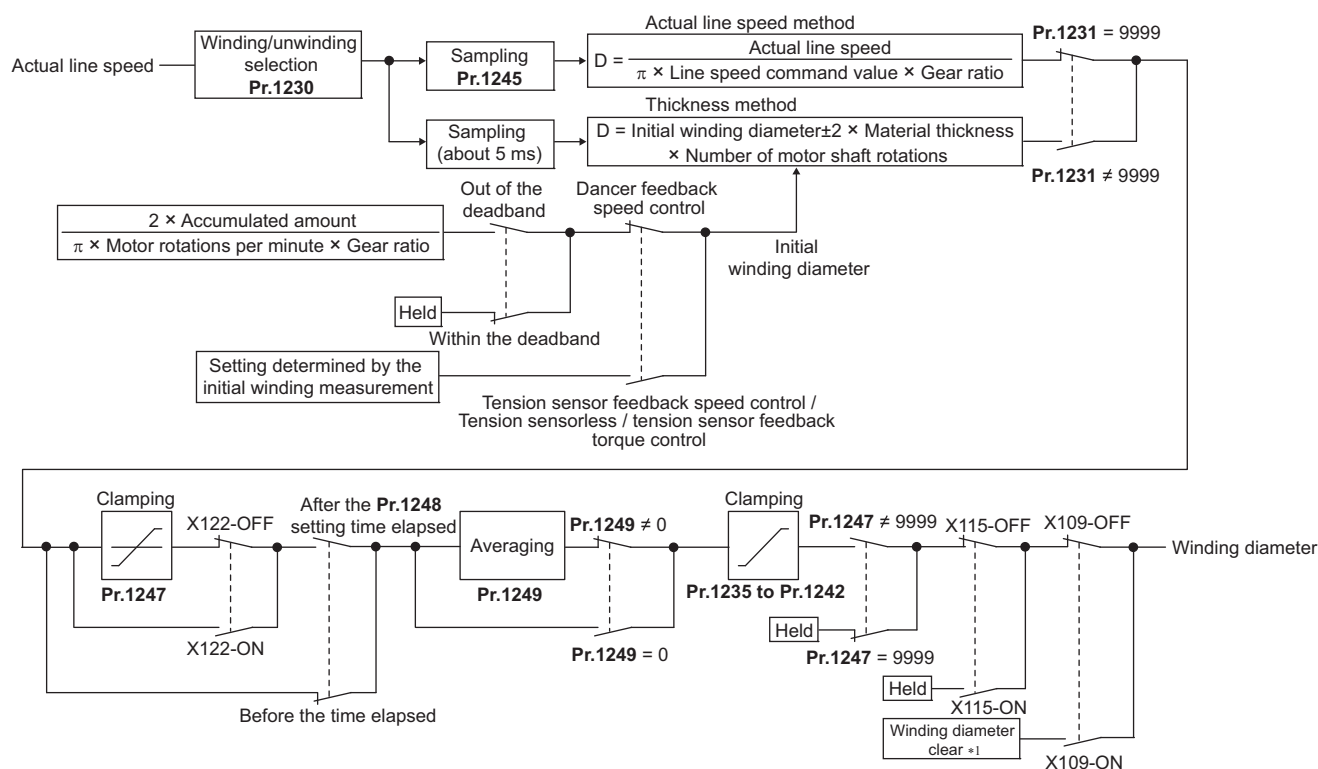 Actual line speed method
Actual line speed
Winding/unwinding
selection
Pr.1230
Sampling
Pr.1245
D = Actual line speed
π × Line speed command value × Gear ratio
Pr.1231 = 9999
Thickness method
Sampling
(about 5 ms)
D = Initial winding diameter±2 × Material thickness
× Number of motor shaft rotations
Pr.1231 ≠ 9999
Out of the
deadband
Dancer feedback
speed control
2 × Accumulated amount
π × Motor rotations per minute × Gear ratio
Initial
winding diameter
Held
Within the deadband
Setting determined by the
initial winding measurement
Tension sensor feedback speed control /
Tension sensorless / tension sensor feedback
torque control
Clamping
Pr.1247
X122-OFF
X122-ON
After the Pr.1248
setting time elapsed
Before the time elapsed
Averaging
Pr.1249
Pr.1249 ≠ 0
Pr.1249 = 0
Clamping
Pr.1235 to Pr.1242
Pr.1247 ≠ 9999
Held
Pr.1247 = 9999
X115-OFF
Held
X115-ON
X109-OFF
Winding diameter
clear *1
X109-ON
Winding diameter